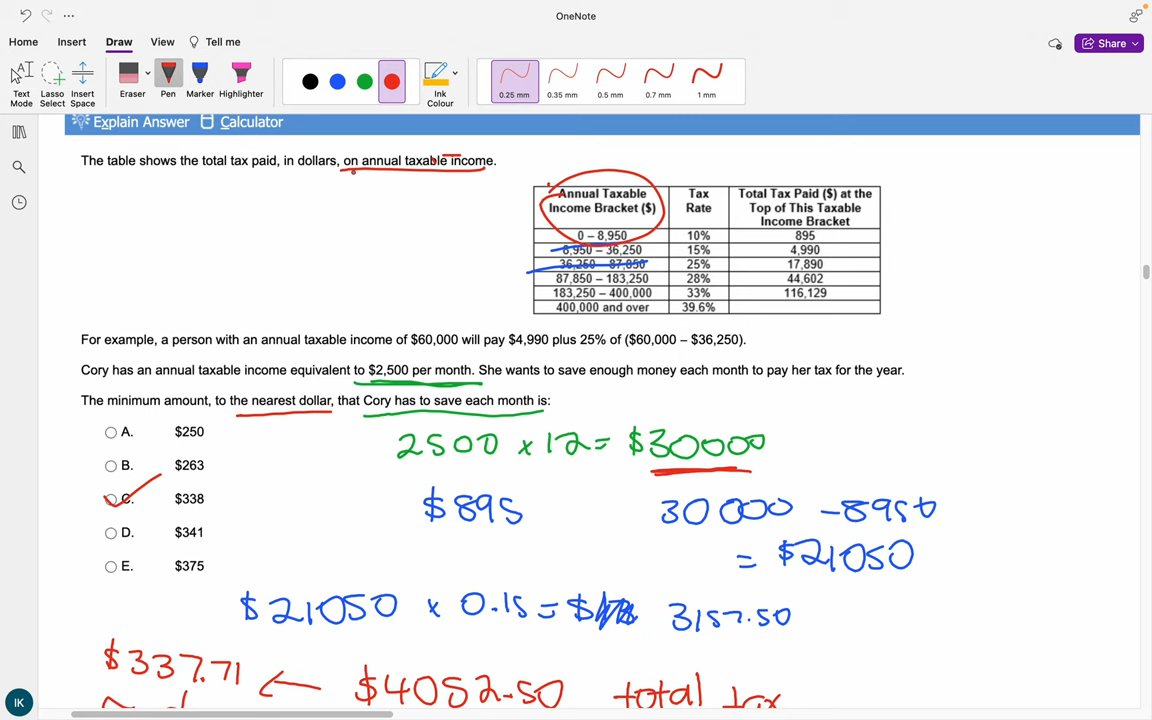 OneNote
Home Insert Draw View Tell me Share
Text Mode Lasso Select Insert Space Eraser Pen Marker Highlighter Ink Colour 0.25 mm 0.35 mm 0.5 mm 0.7 mm 1 mm
Explain Answer Calculator
The table shows the total tax paid, in dollars, on annual taxable income.
Annual Taxable Income Bracket ($) Tax Rate Total Tax Paid ($) at the Top of This Taxable Income Bracket
0 – 8,950 10% 895
8,950 – 36,250 15% 4,990
36,250 – 87,850 25% 17,890
87,850 – 183,250 28% 44,602
183,250 – 400,000 33% 116,129
400,000 and over 39.6%
For example, a person with an annual taxable income of $60,000 will pay $4,990 plus 25% of ($60,000 – $36,250).
Cory has an annual taxable income equivalent to $2,500 per month. She wants to save enough money each month to pay her tax for the year.
The minimum amount, to the nearest dollar, that Cory has to save each month is:
A. $250
B. $263
C. $338
D. $341
E. $375
2500 x 12 = $30000
$895 30000 - 8950
= $21050
$21050 x 0.15 = $ 3157.50
$337.71 ← $4052.50 total tax
IK